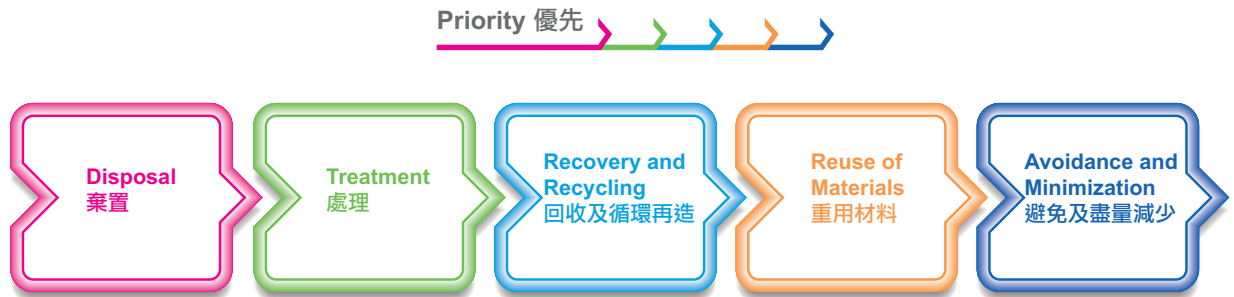 Priority 優先
Disposal
棄置
Treatment
處理
Recovery and
Recycling
回收及循環再造
Reuse of
Materials
重用材料
Avoidance and
Minimization
避免及盡量減少